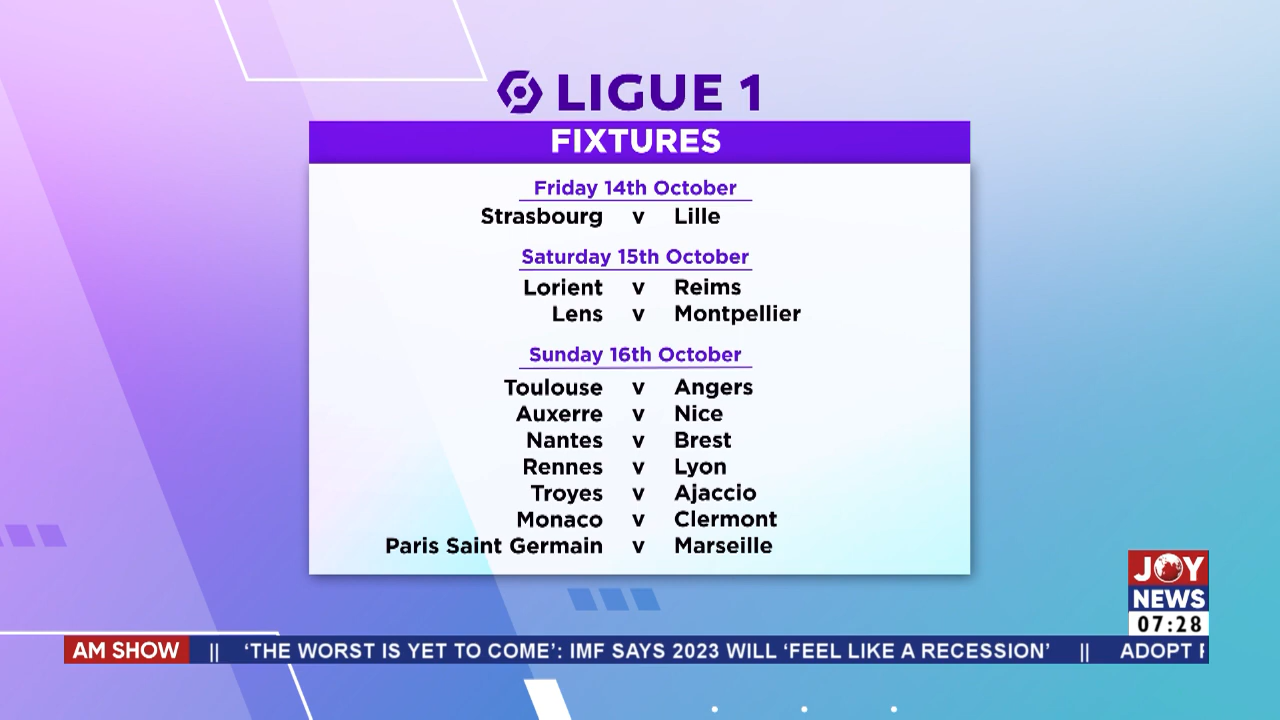 LIGUE 1
FIXTURES
Friday 14th October
Strasbourg v Lille
Saturday 15th October
Lorient v Reims
Lens v Montpellier
Sunday 16th October
Toulouse v Angers
Auxerre v Nice
Nantes v Brest
Rennes v Lyon
Troyes v Ajaccio
Monaco v Clermont
Paris Saint Germain v Marseille
JOY
NEWS
07:28
AM SHOW || ‘THE WORST IS YET TO COME’: IMF SAYS 2023 WILL ‘FEEL LIKE A RECESSION’ || ADOPT